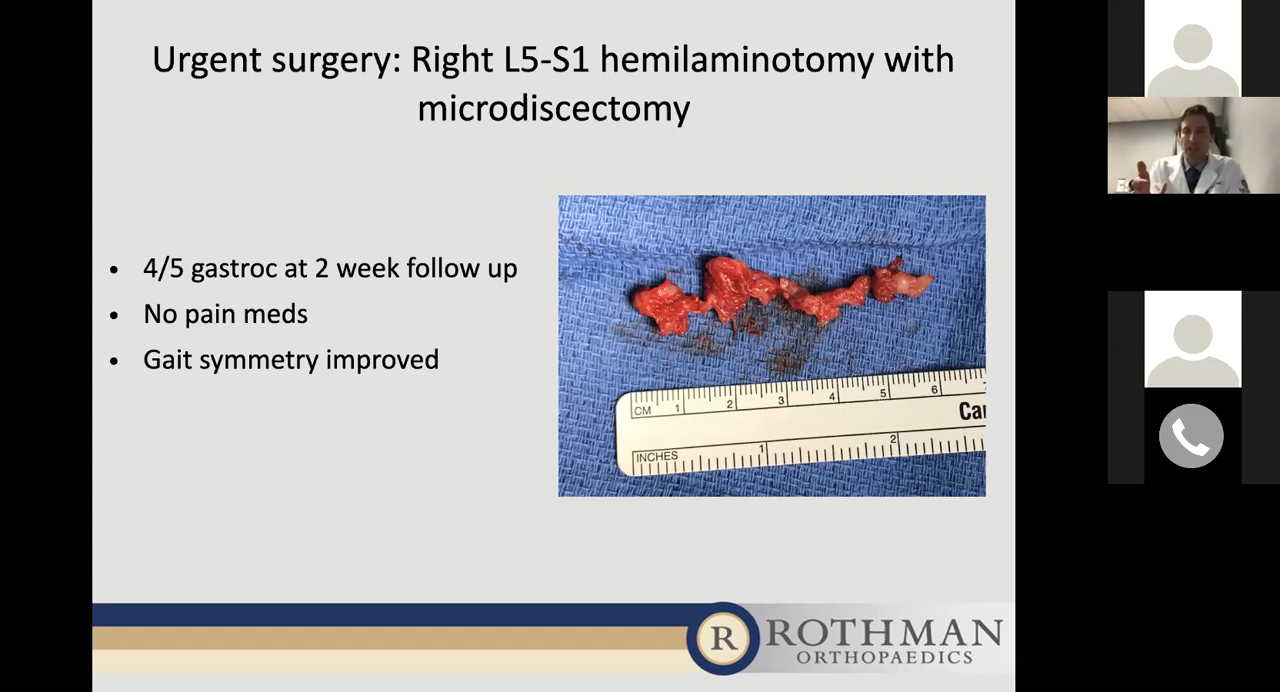 Urgent surgery: Right L5-S1 hemilaminotomy with
microdiscectomy
• 4/5 gastroc at 2 week follow up
• No pain meds
• Gait symmetry improved
CM 1 2 3 4 5 6
INCHES 1 2
R ROTHMAN
ORTHOPAEDICS